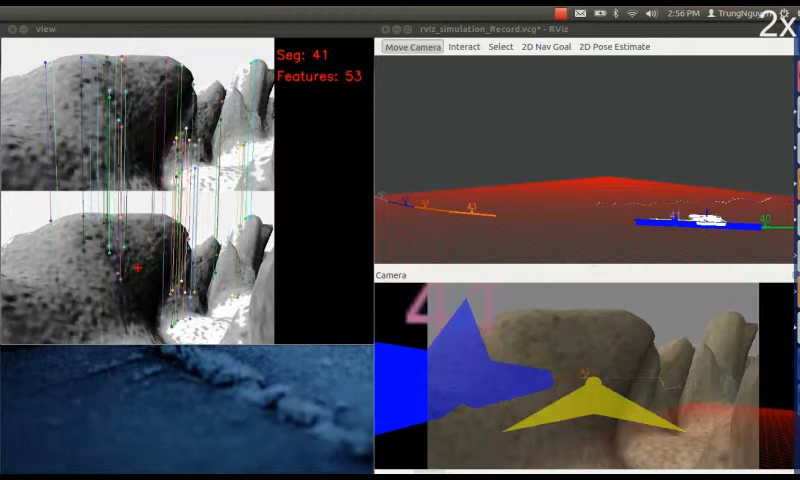 2:56 PM TrungNguyen
2x
view
rviz_simulation_Record.vcg* - RViz
Move Camera Interact Select 2D Nav Goal 2D Pose Estimate
Seg: 41
Features: 53
43
41
40
Camera